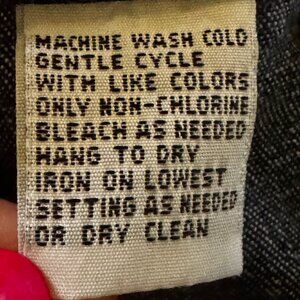 MACHINE WASH COLD
GENTLE CYCLE
WITH LIKE COLORS
ONLY NON-CHLORINE
BLEACH AS NEEDED
HANG TO DRY
IRON ON LOWEST
SETTING AS NEEDED
OR DRY CLEAN